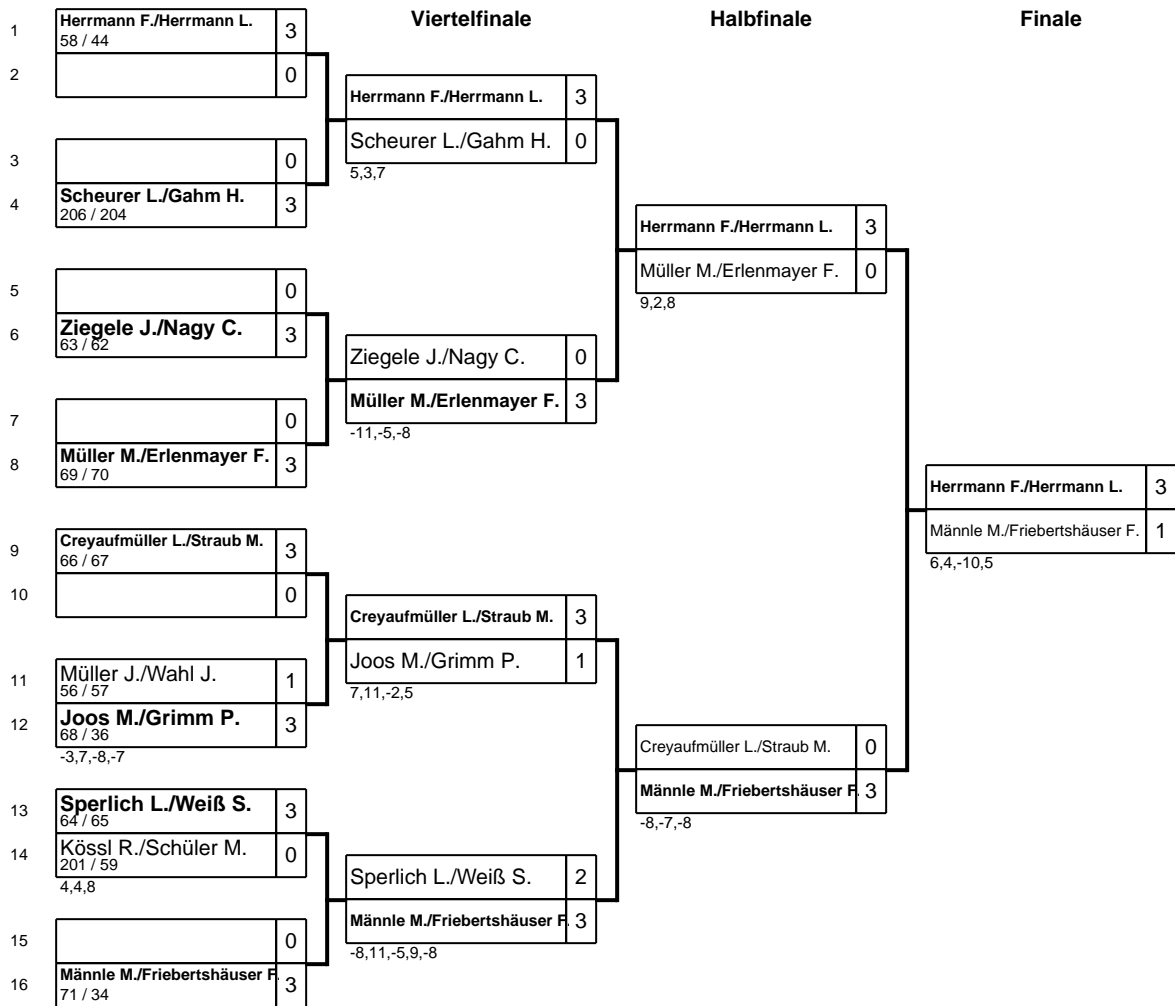 Viertelfinale
Halbfinale
Finale
1
Herrmann F./Herrmann L.
3
58 / 44
2
0
3
0
4
Scheurer L./Gahm H.
3
206 / 204
5
0
6
Ziegele J./Nagy C.
3
63 / 62
7
0
8
Müller M./Erlenmayer F.
3
69 / 70
9
Creyaufmüller L./Straub M.
3
66 / 67
10
0
11
Müller J./Wahl J.
1
56 / 57
12
Joos M./Grimm P.
3
68 / 36
-3,7,-8,-7
13
Sperlich L./Weiß S.
3
64 / 65
14
Kössl R./Schüler M.
0
201 / 59
4,4,8
15
0
16
Männle M./Friebertshäuser F.
3
71 / 34
Herrmann F./Herrmann L.
3
Scheurer L./Gahm H.
0
5,3,7
Ziegele J./Nagy C.
0
Müller M./Erlenmayer F.
3
-11,-5,-8
Creyaufmüller L./Straub M.
3
Joos M./Grimm P.
1
7,11,-2,5
Sperlich L./Weiß S.
2
Männle M./Friebertshäuser F.
3
-8,11,-5,9,-8
Herrmann F./Herrmann L.
3
Müller M./Erlenmayer F.
0
9,2,8
Creyaufmüller L./Straub M.
0
Männle M./Friebertshäuser F.
3
-8,-7,-8
Herrmann F./Herrmann L.
3
Männle M./Friebertshäuser F.
1
6,4,-10,5